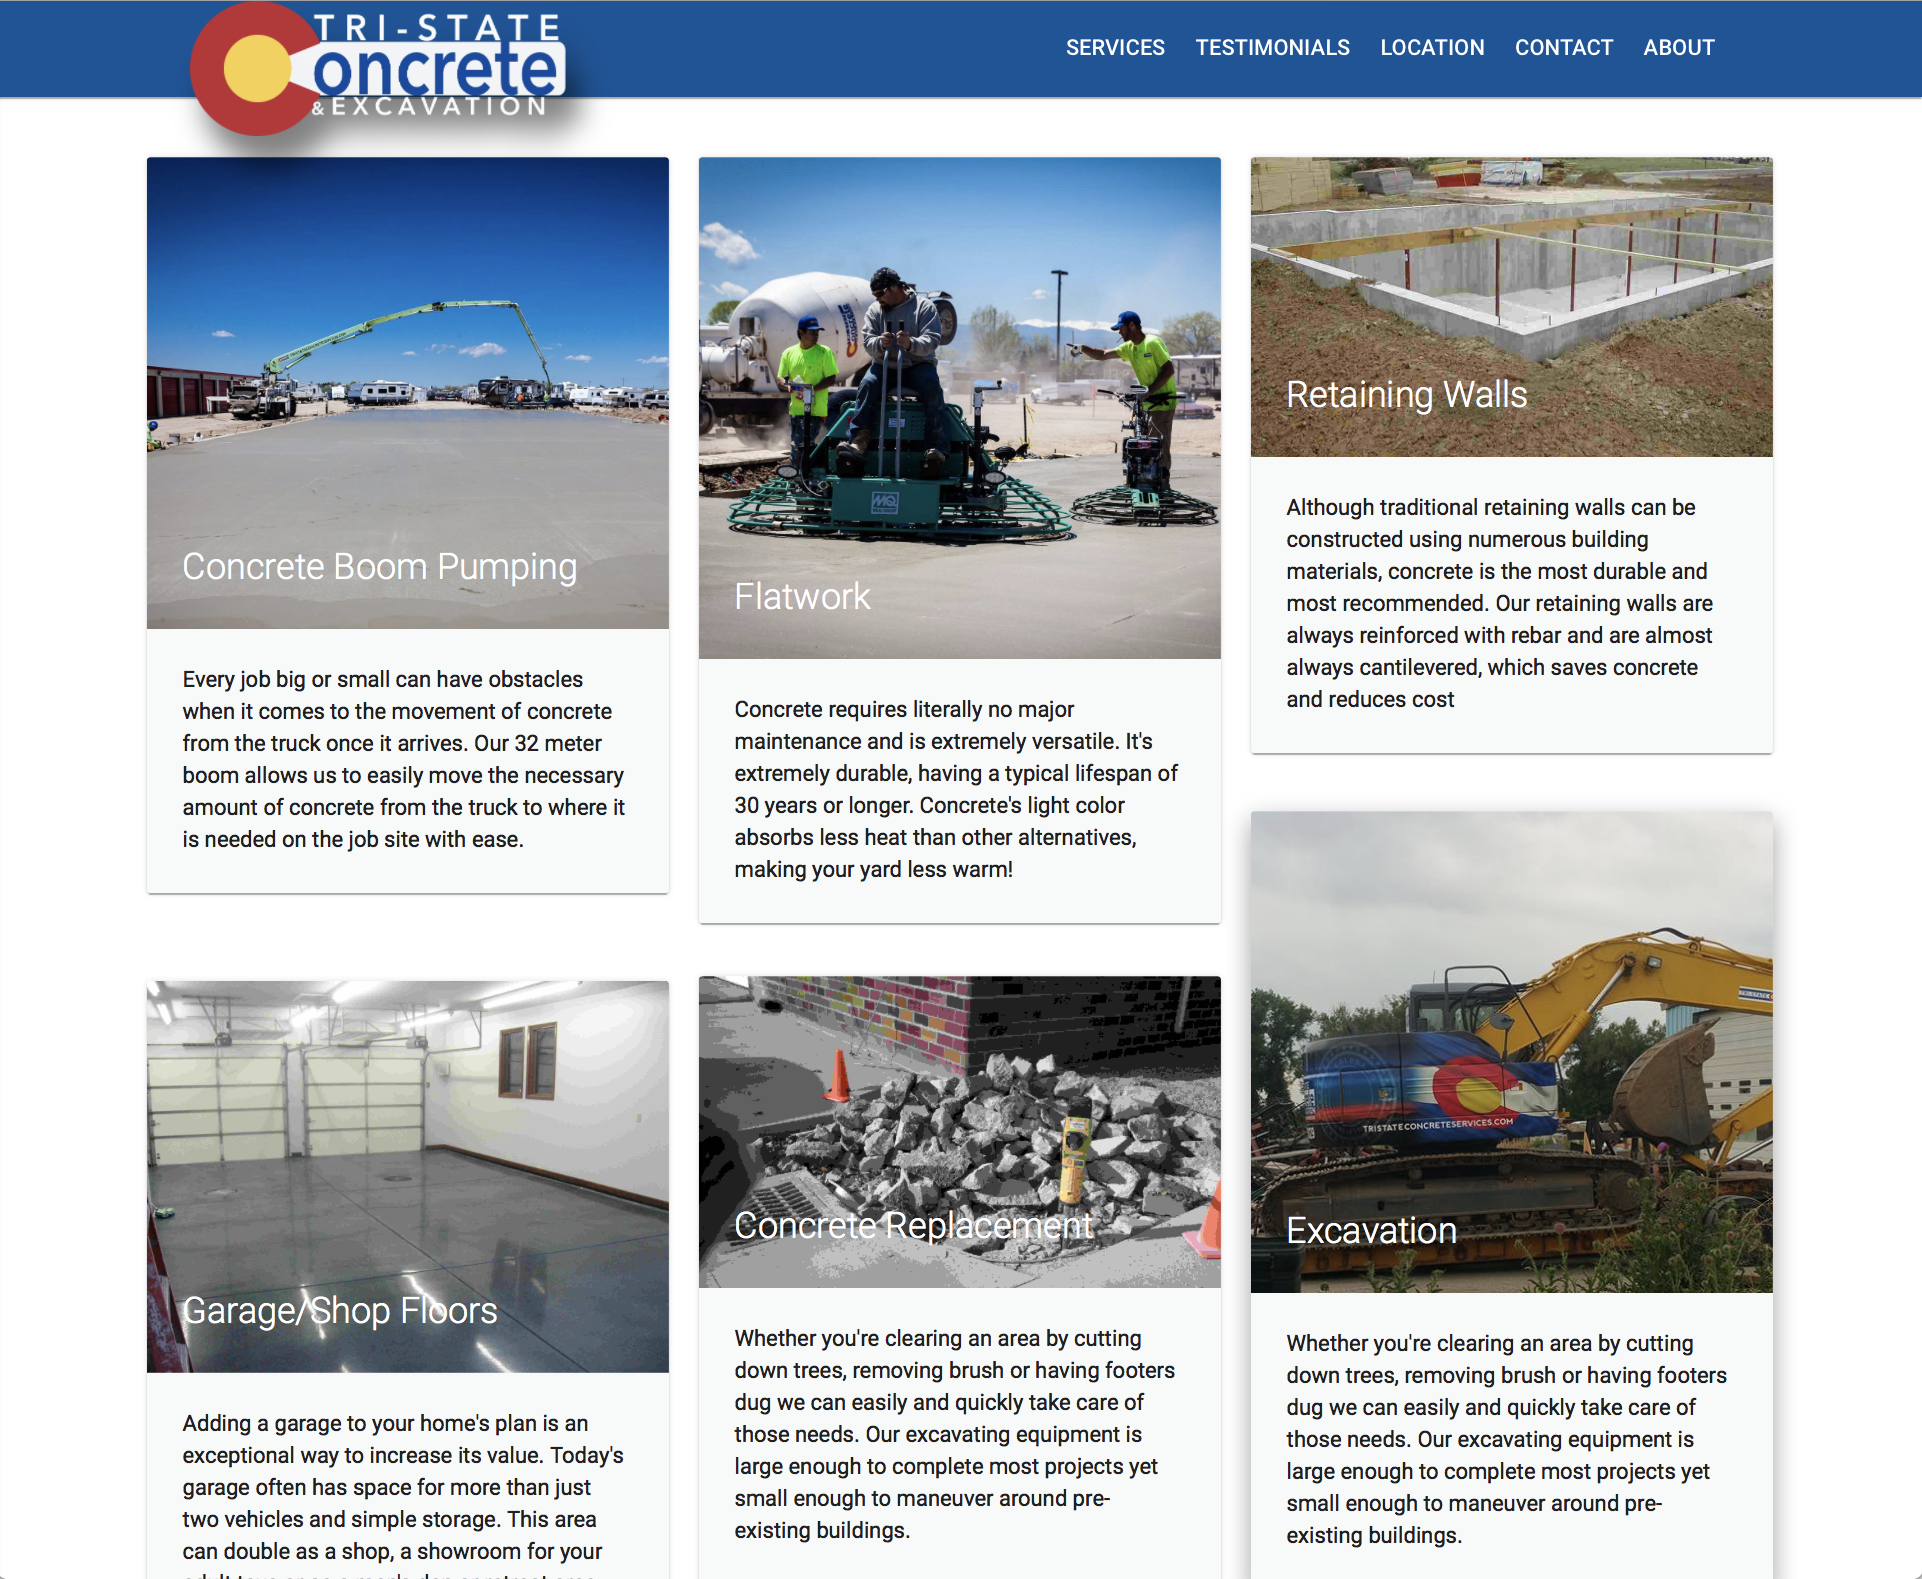 TRI-STATE
Concrete
& EXCAVATION
SERVICES
TESTIMONIALS
LOCATION
CONTACT
ABOUT
Concrete Boom Pumping
Every job big or small can have obstacles
when it comes to the movement of concrete
from the truck once it arrives. Our 32 meter
boom allows us to easily move the necessary
amount of concrete from the truck to where it
is needed on the job site with ease.
MQ
Flatwork
Concrete requires literally no major
maintenance and is extremely versatile. It's
extremely durable, having a typical lifespan of
30 years or longer. Concrete's light color
absorbs less heat than other alternatives,
making your yard less warm!
Retaining Walls
Although traditional retaining walls can be
constructed using numerous building
materials, concrete is the most durable and
most recommended. Our retaining walls are
always reinforced with rebar and are almost
always cantilevered, which saves concrete
and reduces cost
Garage/Shop Floors
Adding a garage to your home's plan is an
exceptional way to increase its value. Today's
garage often has space for more than just
two vehicles and simple storage. This area
can double as a shop, a showroom for your
Concrete Replacement
Whether you're clearing an area by cutting
down trees, removing brush or having footers
dug we can easily and quickly take care of
those needs. Our excavating equipment is
large enough to complete most projects yet
small enough to maneuver around pre-
existing buildings.
TRI-STATE
TRISTATECONCRETESERVICES.COM
Excavation
Whether you're clearing an area by cutting
down trees, removing brush or having footers
dug we can easily and quickly take care of
those needs. Our excavating equipment is
large enough to complete most projects yet
small enough to maneuver around pre-
existing buildings.